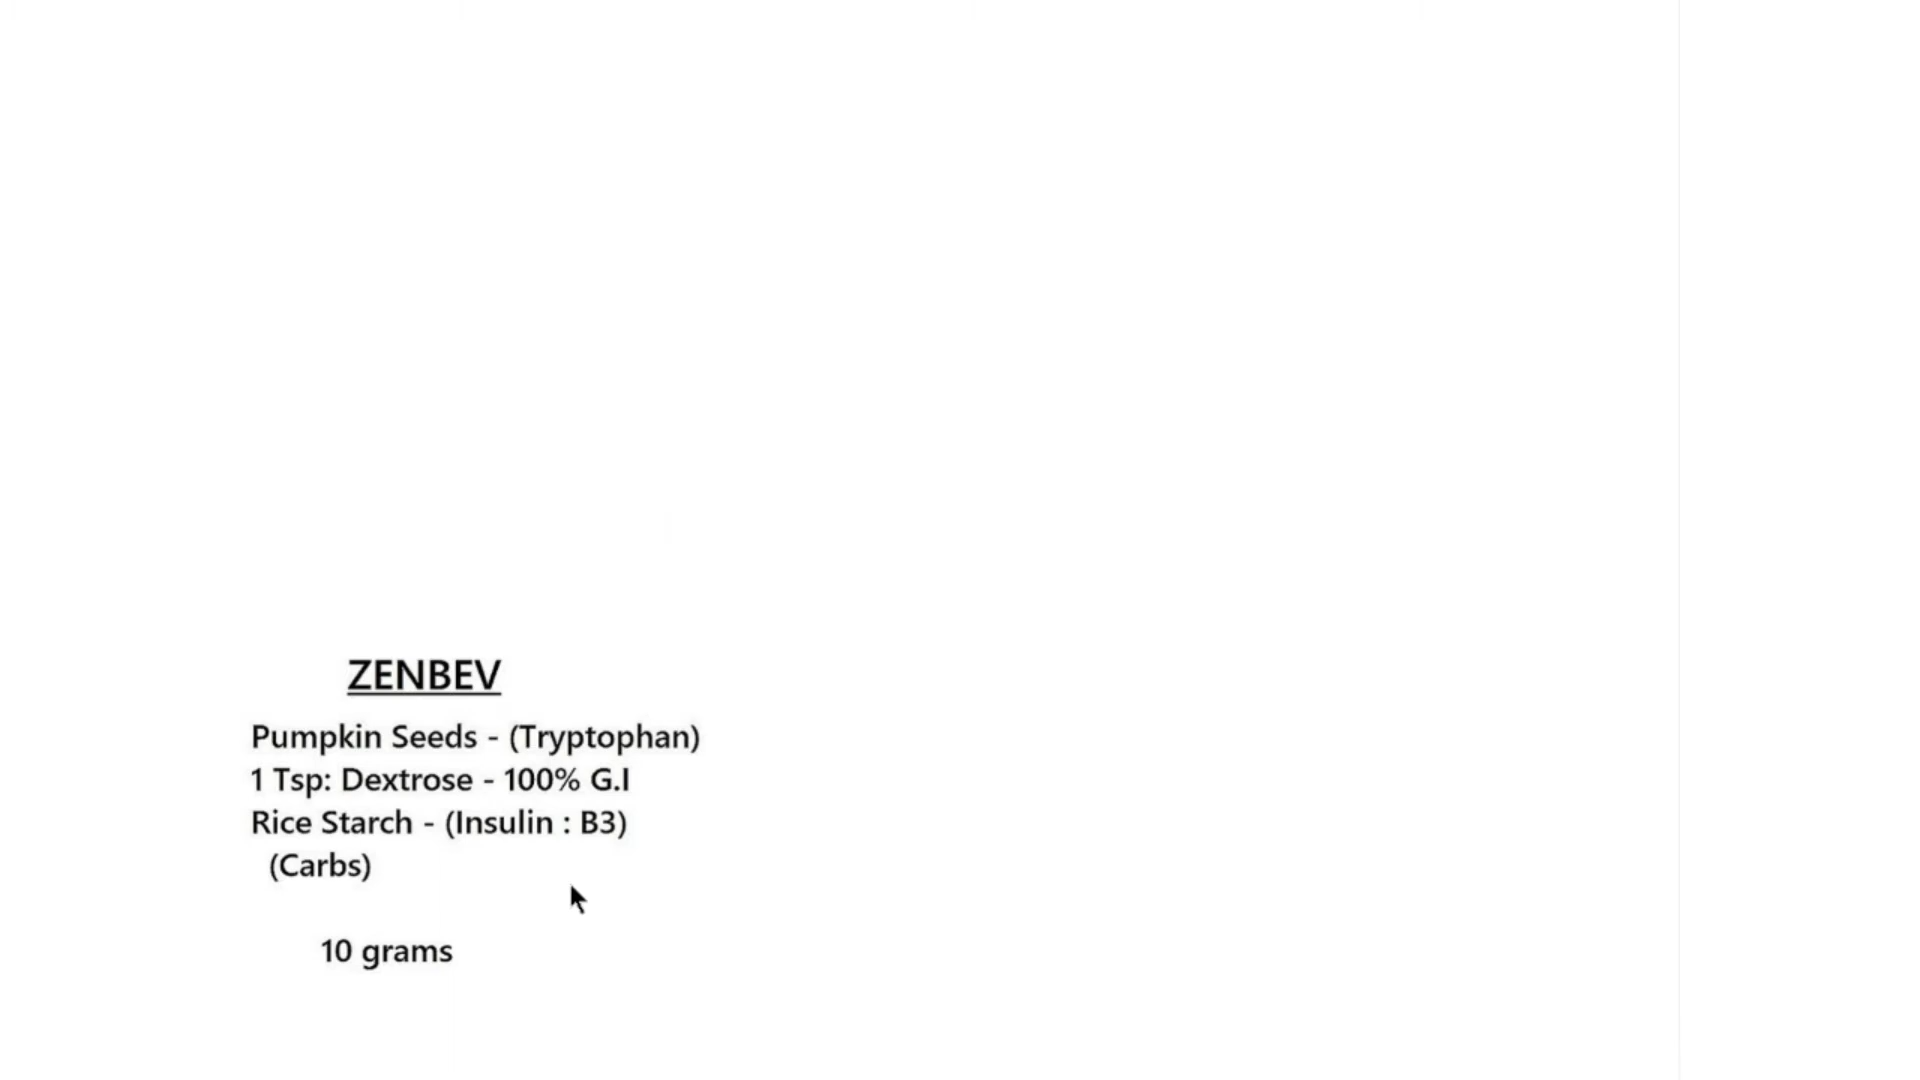 ZENBEV
Pumpkin Seeds - (Tryptophan)
1 Tsp: Dextrose - 100% G.I
Rice Starch - (Insulin : B3)
(Carbs)
10 grams